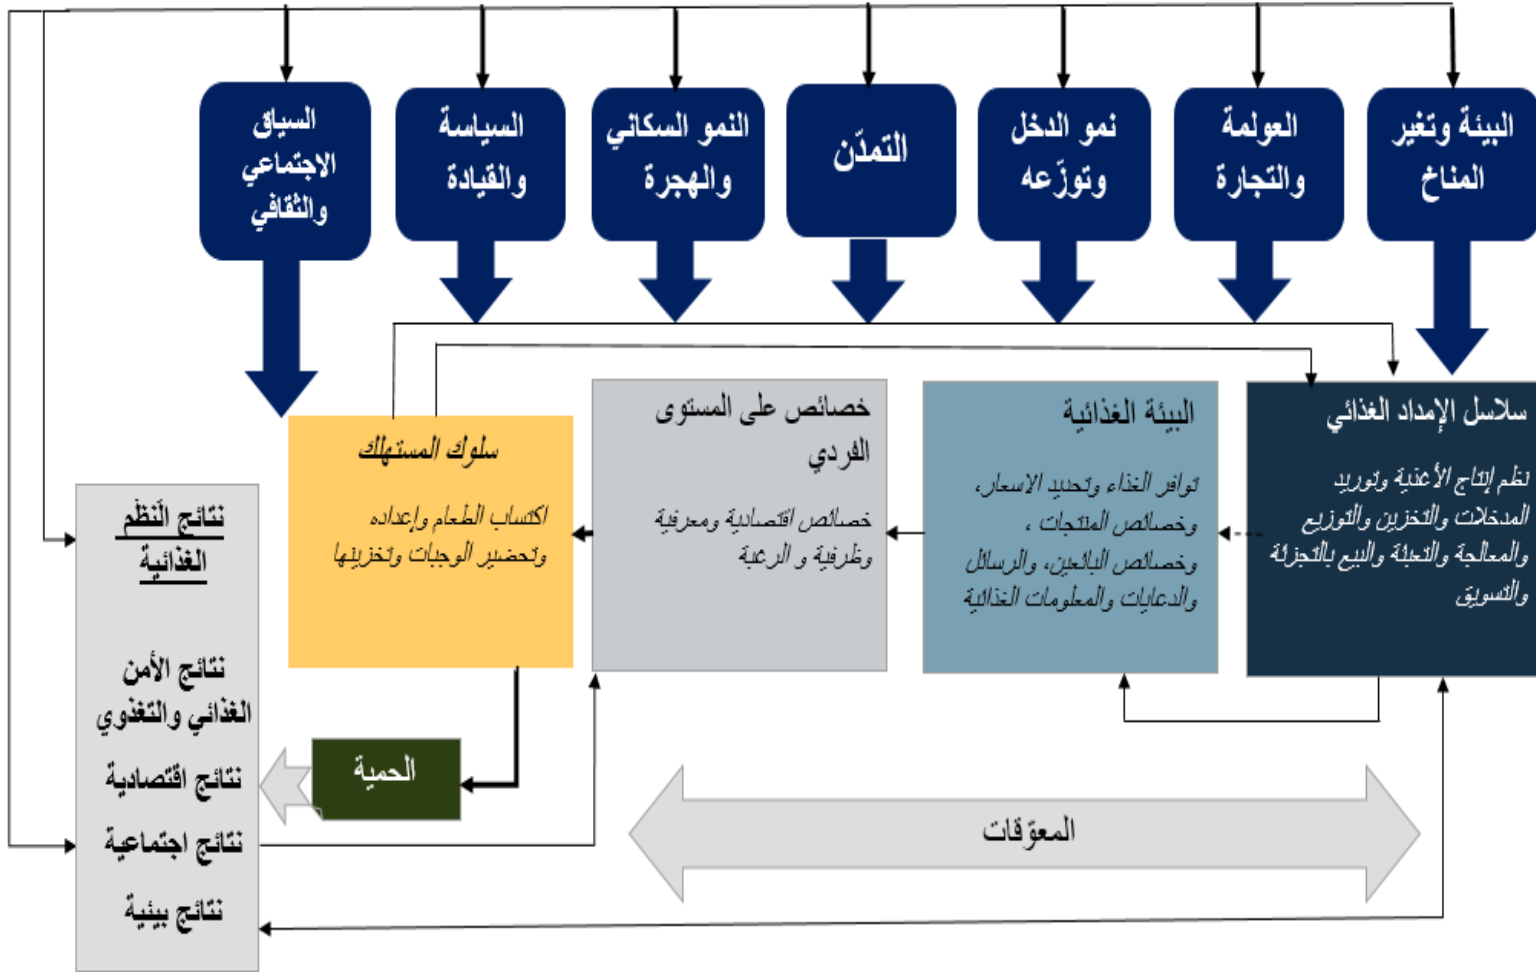 البيئة وتغير
المناخ
العولمة
والتجارة
نمو الدخل
وتوزّعه
التمدّن
النمو السكاني
والهجرة
السياسة
والقيادة
السياق
الاجتماعي
والثقافي
سلاسل الإمداد الغذائي
نظم إنتاج الأغذية وتوريد
المدخلات والتخزين والتوزيع
والمعالجة والتعبئة والبيع بالتجزئة
والتسويق
البيئة الغذائية
توافر الغذاء وتحديد الاسعار،
وخصائص المنتجات ،
وخصائص البائعين، والرسائل
والدعايات والمعلومات الغذائية
خصائص على المستوى
الفردي
خصائص اقتصادية ومعرفية
وظرفية و الرغبة
سلوك المستهلك
اكتساب الطعام وإعداده
وتحضير الوجبات وتخزينها
الحمية
المعوّقات
نتائج النظم
الغذائية
نتائج الأمن
الغذائي والتغذوي
نتائج اقتصادية
نتائج اجتماعية
نتائج بيئية